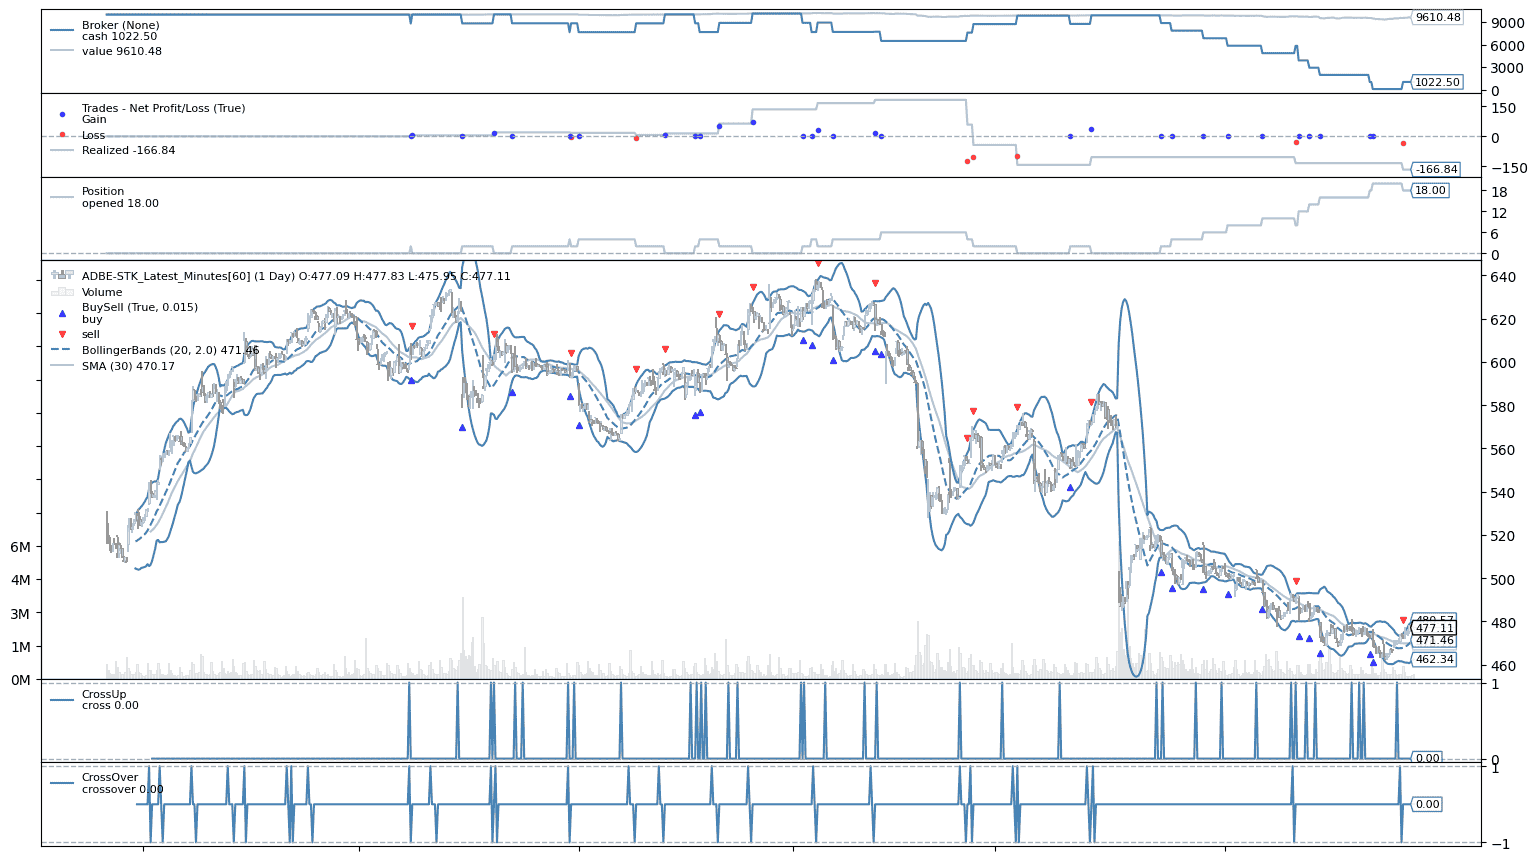 Broker (None)
cash 1022.50
value 9610.48
9610.48
9000
6000
3000
1022.50
0
Trades - Net Profit/Loss (True)
Gain
Loss
Realized -166.84
150
0
−150
-166.84
Position
opened 18.00
18
18.00
12
6
0
ADBE-STK_Latest_Minutes[60] (1 Day) O:477.09 H:477.83 L:475.95 C:477.11
Volume
BuySell (True, 0.015)
buy
sell
BollingerBands (20, 2.0) 471.46
SMA (30) 470.17
640
620
600
580
560
540
520
500
480
460
480.57
477.11
471.46
462.34
6M
4M
3M
1M
0M
CrossUp
cross 0.00
1
0.00
0
CrossOver
crossover 0.00
1
0.00
−1